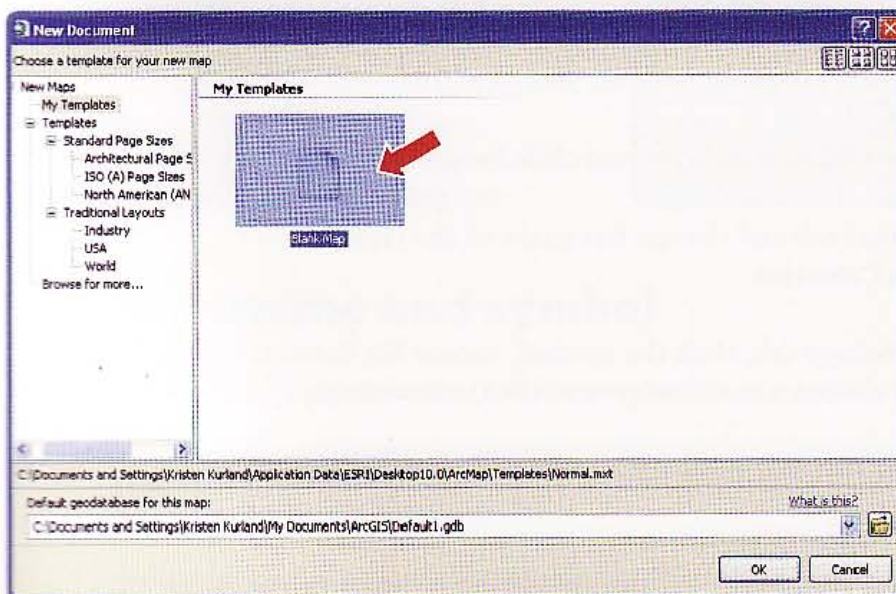 New Document
Choose a template for your new map
New Maps
My Templates
Templates
Standard Page Sizes
Architectural Page S
ISO (A) Page Sizes
North American (AN
Traditional Layouts
Industry
USA
World
Browse for more...
My Templates
Blank Map
C:\Documents and Settings\Kristen Kurland\Application Data\ESRI\Desktop10.0\ArcMap\Templates\Normal.mxt
Default geodatabase for this map:
What is this?
C:\Documents and Settings\Kristen Kurland\My Documents\ArcGIS\Default1.gdb
OK
Cancel